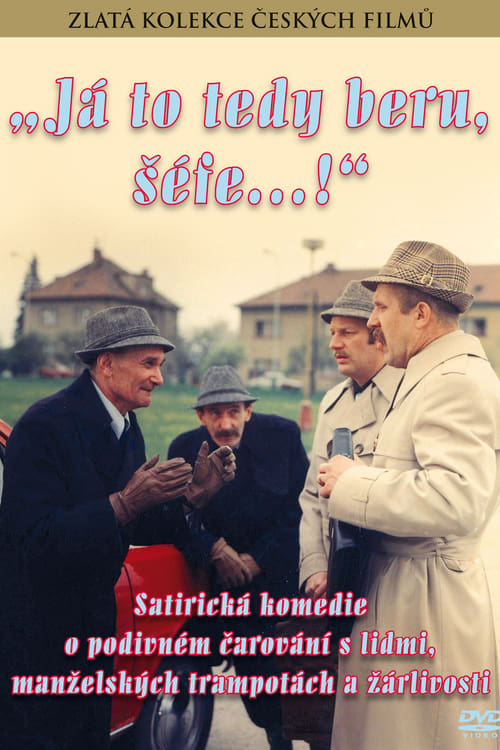 ZLATÁ KOLEKCE ČESKÝCH FILMŮ
„Já to tedy beru,
šéfe...!“
Satirická komedie
o podivném čarování s lidmi,
manželských trampotách a žárlivosti
DVD
VIDEO